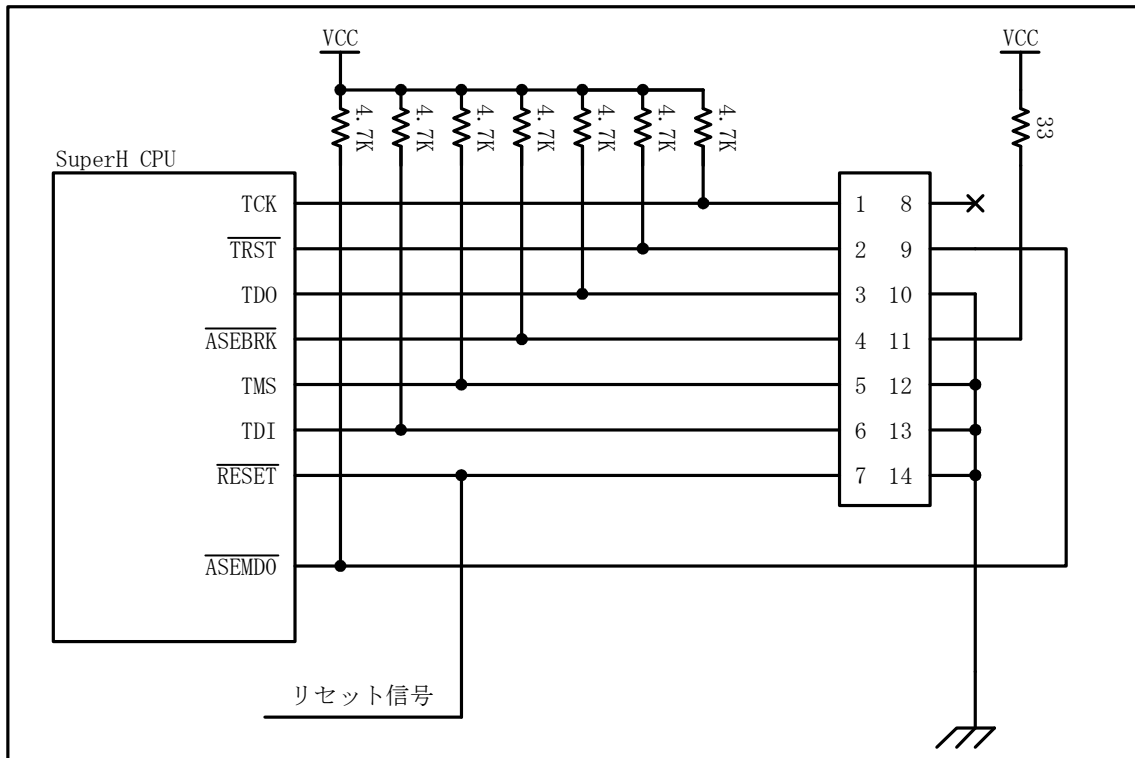 VCC
VCC
4.7K
4.7K
4.7K
4.7K
4.7K
4.7K
4.7K
33
SuperH CPU
TCK
1 8
TRST
2 9
TDO
3 10
ASEBRK
4 11
TMS
5 12
TDI
6 13
RESET
7 14
ASEMD0
リセット信号